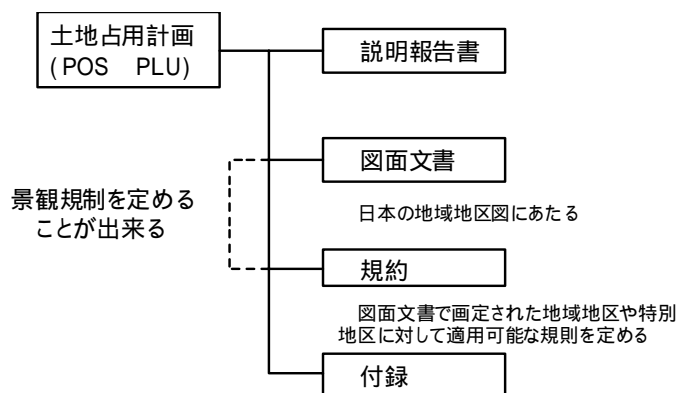 土地占用計画
(POS PLU)
説明報告書
図面文書
日本の地域地区図にあたる
景観規制を定める
ことが出来る
規約
図面文書で画定された地域地区や特別
地区に対して適用可能な規則を定める
付録